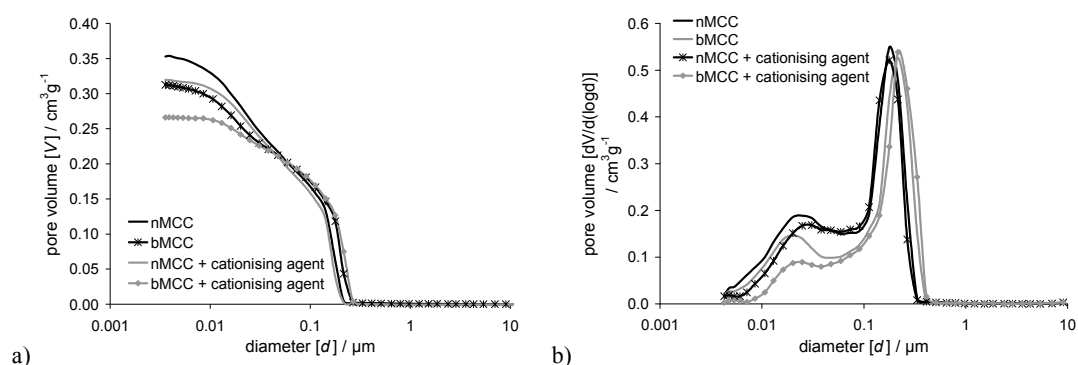 0.40
0.35
0.30
0.25
0.20
0.15
0.10
0.05
0.00
pore volume [V] / cm³g⁻¹
nMCC
bMCC
nMCC + cationising agent
bMCC + cationising agent
0.001 0.01 0.1 1 10
diameter [d] / µm
a)
nMCC
bMCC
nMCC + cationising agent
bMCC + cationising agent
0.6
0.5
0.4
0.3
0.2
0.1
0.0
pore volume [dV/d(logd)]
/ cm³g⁻¹
0.001 0.01 0.1 1 10
diameter [d] / µm
b)